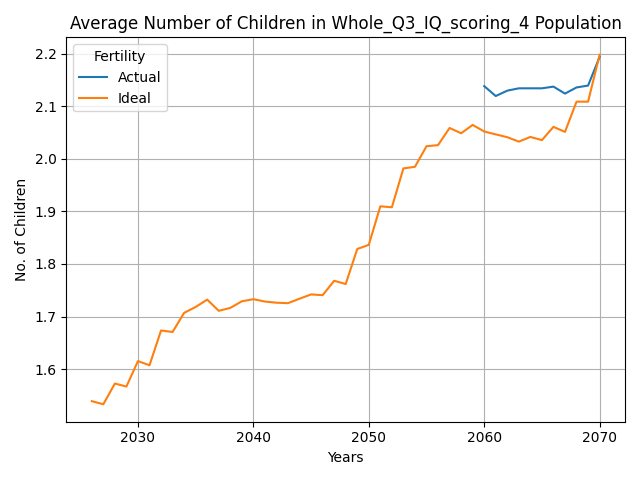 Average Number of Children in Whole_Q3_IQ_scoring_4 Population
Fertility
Actual
Ideal
No. of Children
2.2
2.1
2.0
1.9
1.8
1.7
1.6
2030 2040 2050 2060 2070
Years